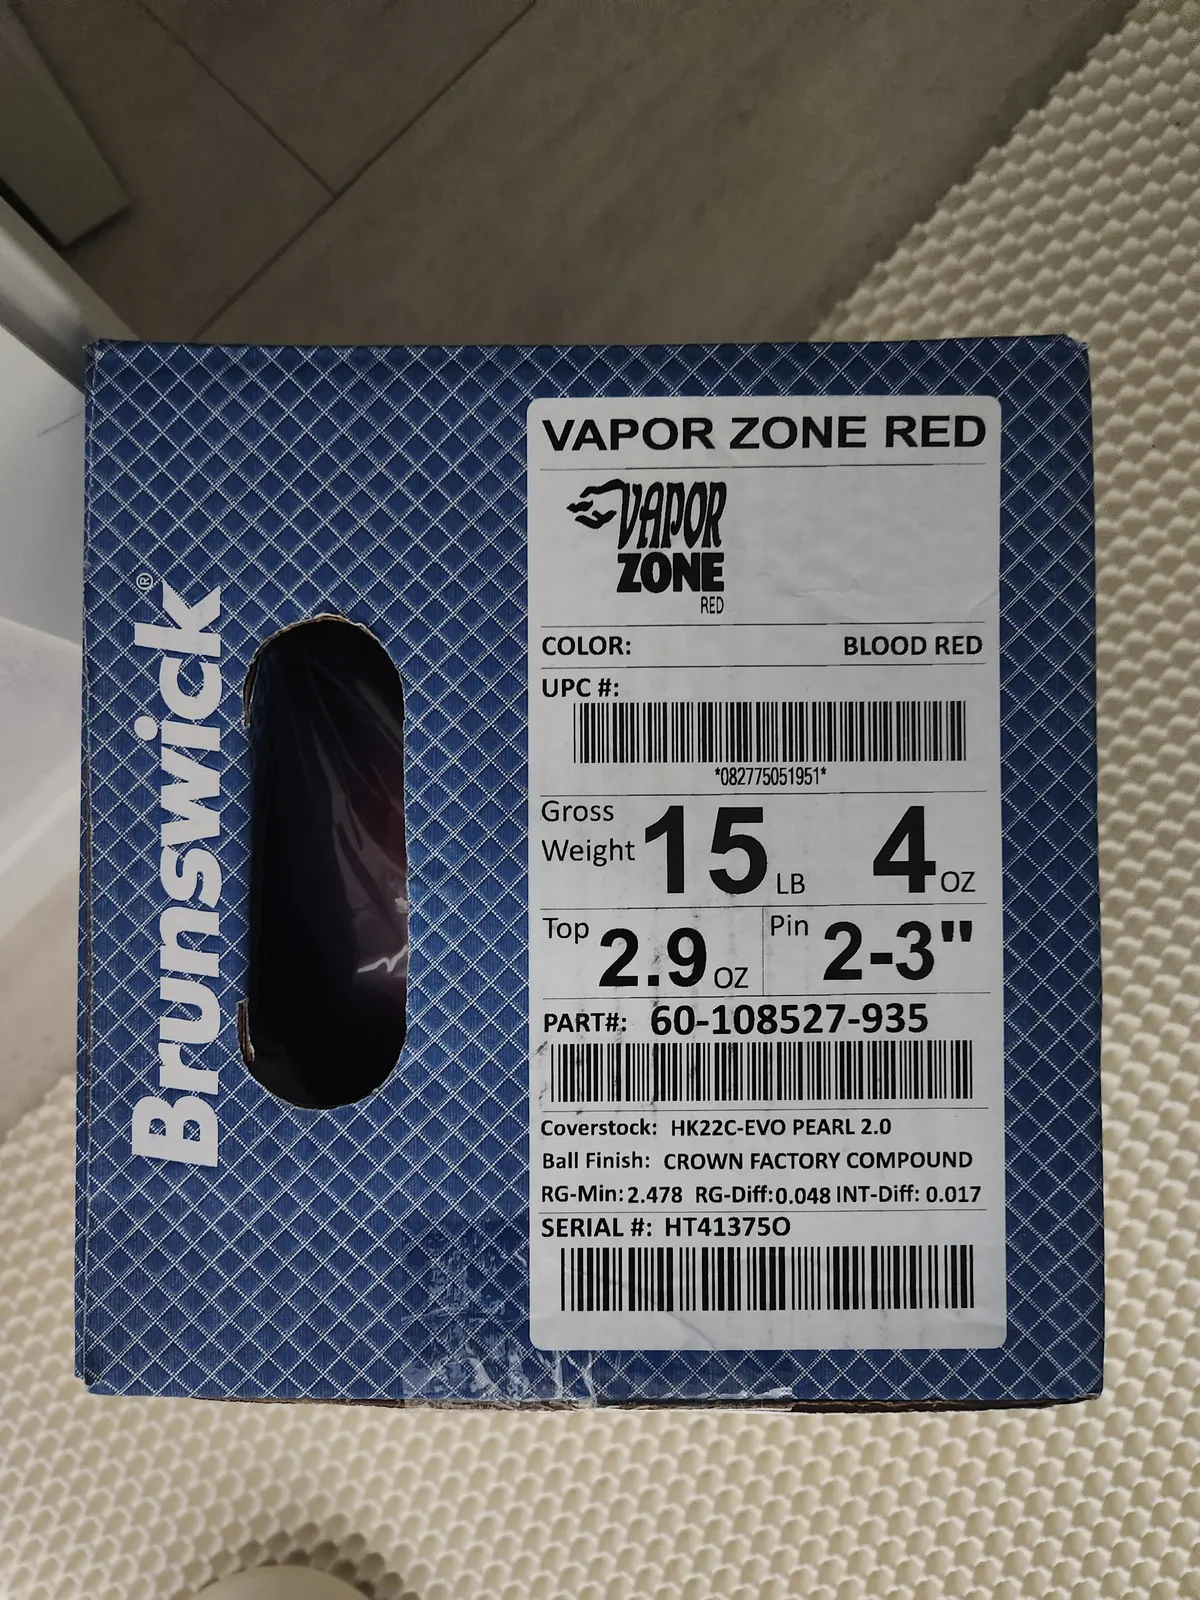 Brunswick®
VAPOR ZONE RED
VAPOR
ZONE
RED
COLOR: BLOOD RED
UPC #:
*082775051951*
Gross
Weight 15 LB 4 OZ
Top 2.9 OZ Pin 2-3"
PART#: 60-108527-935
Coverstock: HK22C-EVO PEARL 2.0
Ball Finish: CROWN FACTORY COMPOUND
RG-Min: 2.478 RG-Diff:0.048 INT-Diff: 0.017
SERIAL #: HT41375O